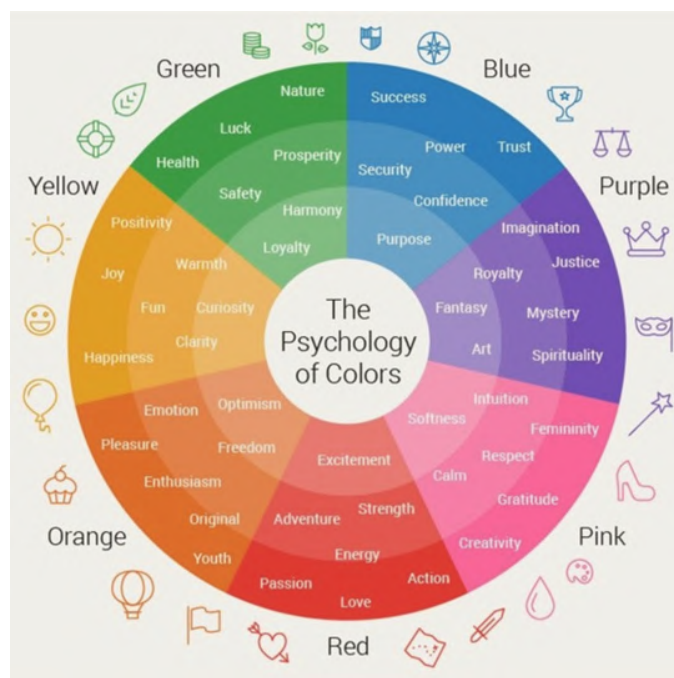 Green
Blue
Nature
Success
Luck
Power
Trust
Health
Prosperity
Security
Yellow
Safety
Confidence
Purple
Harmony
Positivity
Imagination
Loyalty
Purpose
Warmth
Justice
Joy
Royalty
Fun
Curiosity
The
Psychology
of Colors
Fantasy
Mystery
Clarity
Art
Happiness
Spirituality
Emotion
Optimism
Intuition
Softness
Femininity
Pleasure
Freedom
Excitement
Respect
Calm
Enthusiasm
Gratitude
Original
Adventure
Strength
Orange
Creativity
Pink
Youth
Energy
Passion
Action
Love
Red